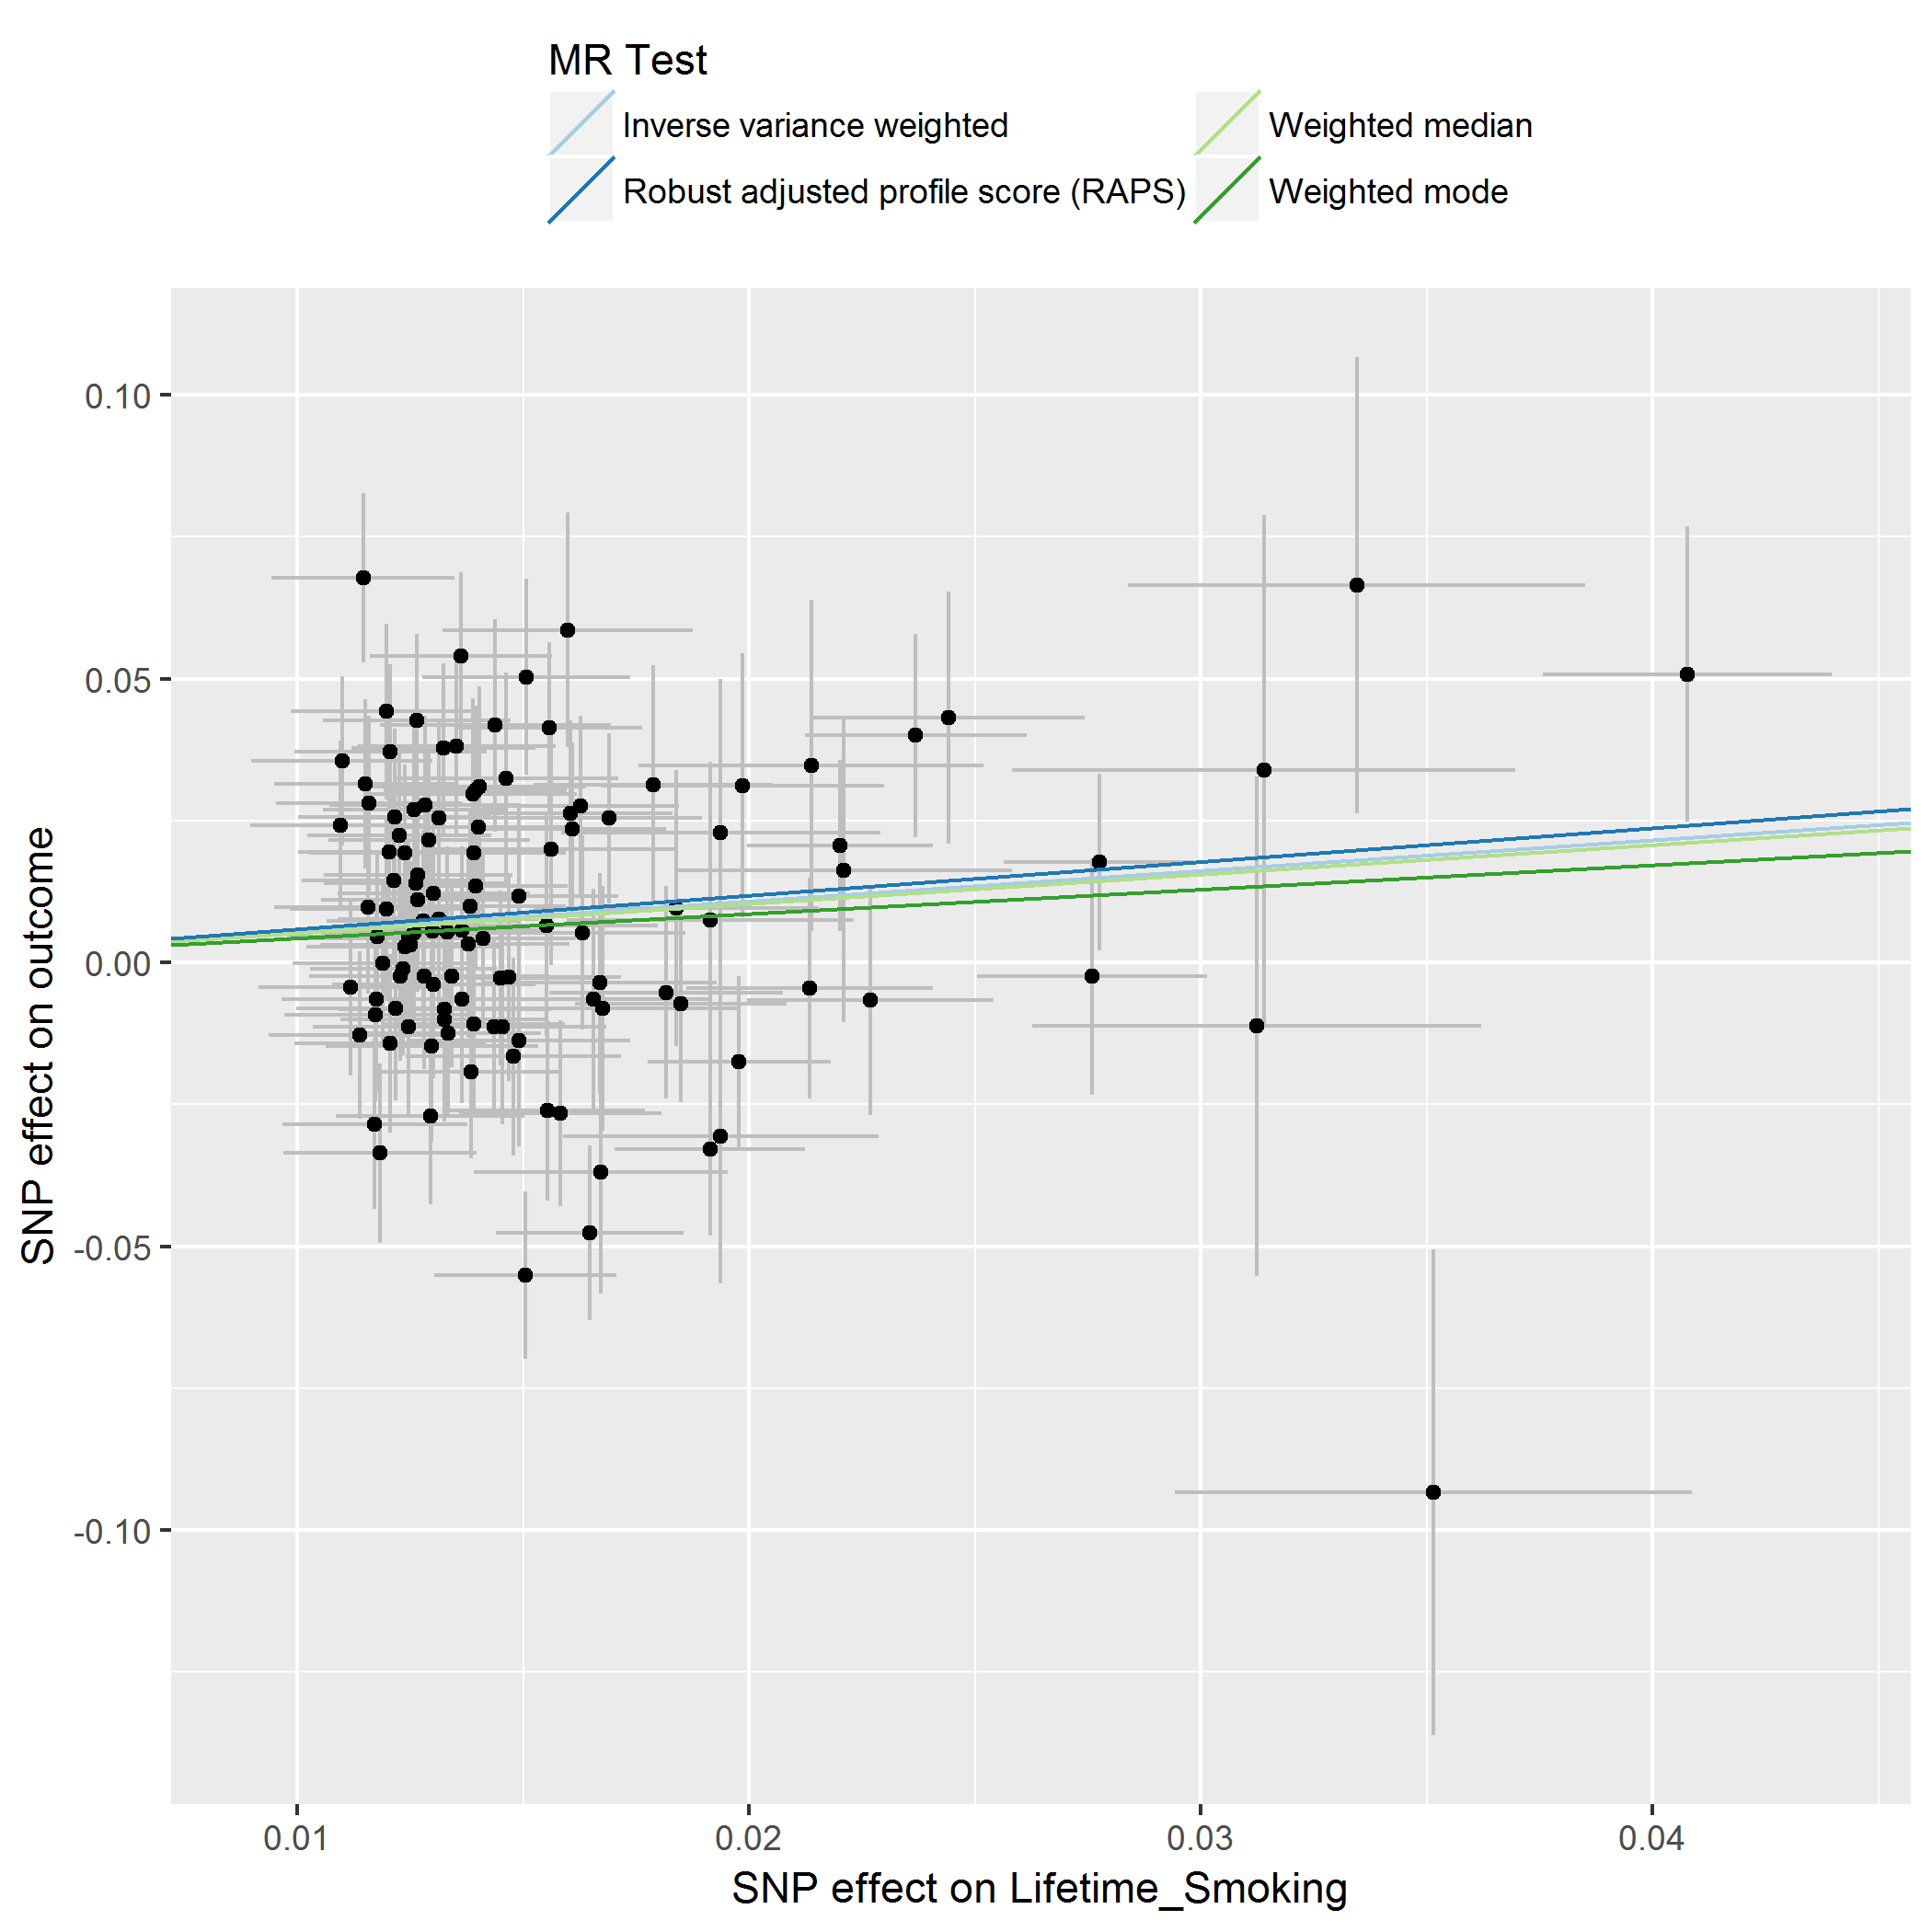 MR Test
Inverse variance weighted
Weighted median
Robust adjusted profile score (RAPS)
Weighted mode
SNP effect on outcome
0.10
0.05
0.00
-0.05
-0.10
0.01
0.02
0.03
0.04
SNP effect on Lifetime_Smoking